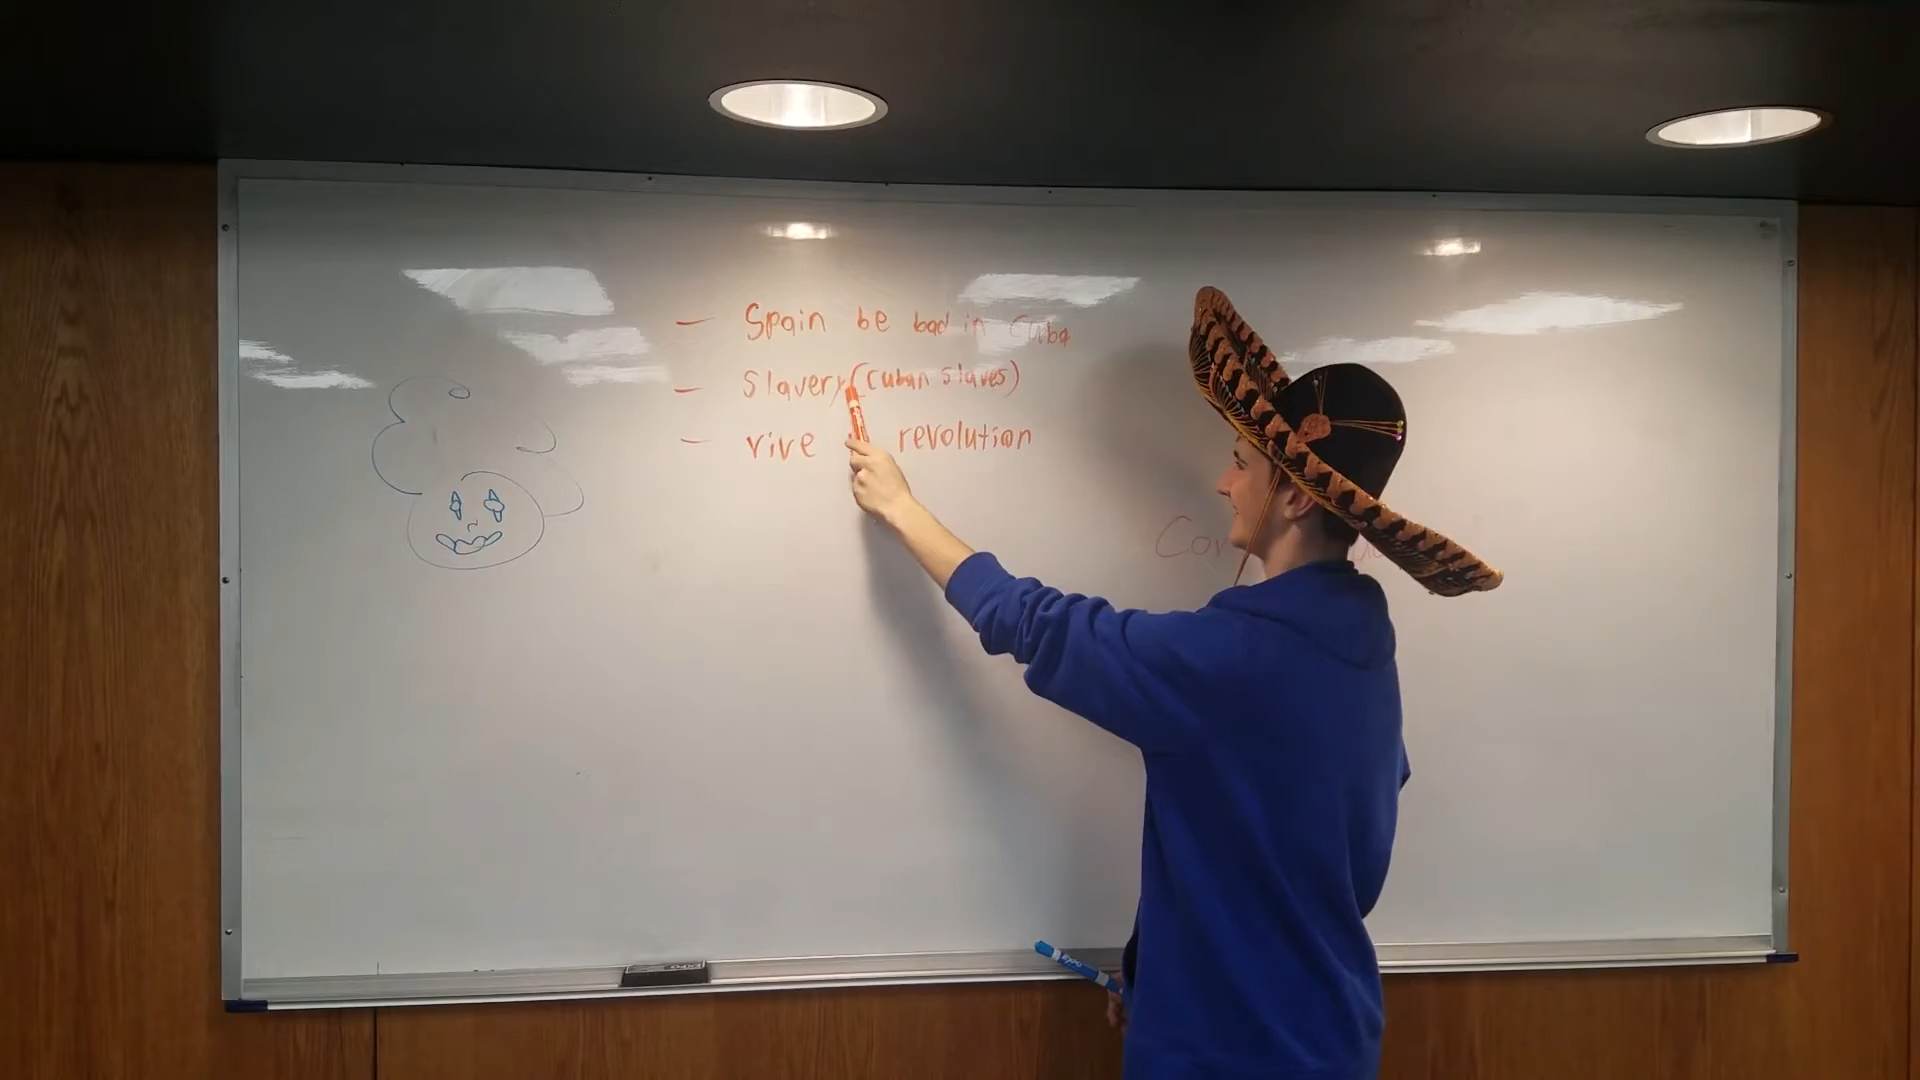 - Spain be bad in Cuba
- Slavery (Cuban slaves)
- vive revolution